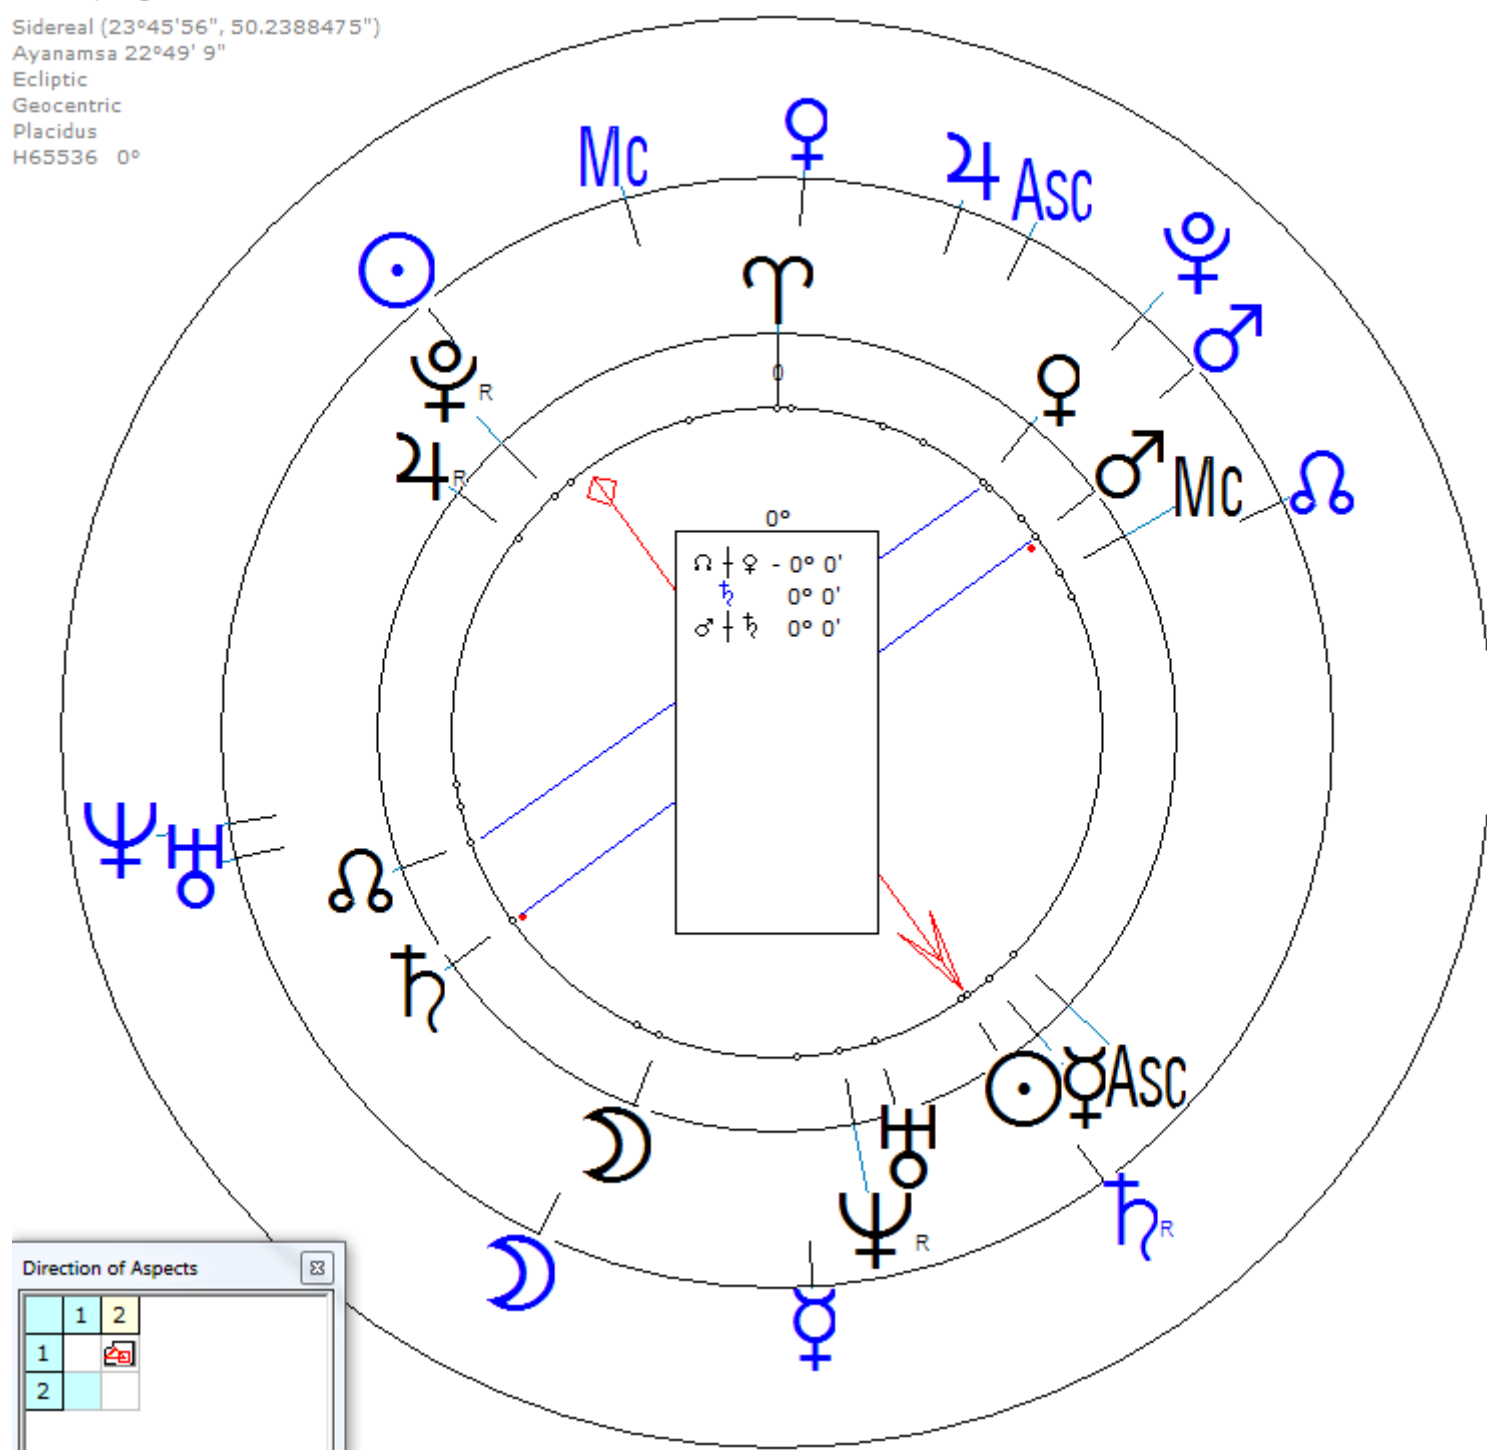 Sidereal (23°45'56", 50.2388475")
Ayanamsa 22°49' 9"
Ecliptic
Geocentric
Placidus
H65536 0°
Mc ♀ ♃ Asc
☉ ♇ ♂
♈
0
♇ R ♀
♃ R ♂ Mc ☊
0°
☊ ┼ ♀ - 0° 0'
♄ 0° 0'
♂ ┼ ♄ 0° 0'
♆ ♅ ☊
♄
☽ ☉ ☿ Asc
♅
♆ R ♄ R
☽ ☿
Direction of Aspects
1 2
1
2